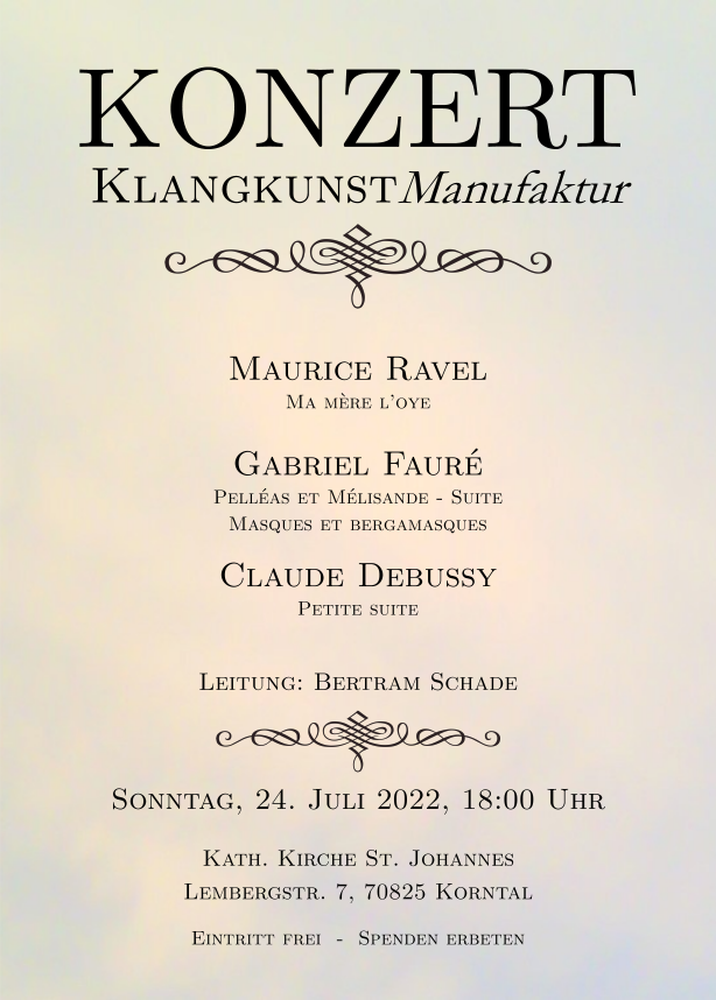 KONZERT
KLANGKUNSTManufaktur
MAURICE RAVEL
MA MÈRE L'OYE
GABRIEL FAURÉ
PELLÉAS ET MÉLISANDE - SUITE
MASQUES ET BERGAMASQUES
CLAUDE DEBUSSY
PETITE SUITE
LEITUNG: BERTRAM SCHADE
SONNTAG, 24. JULI 2022, 18:00 UHR
KATH. KIRCHE ST. JOHANNES
LEMBERGSTR. 7, 70825 KORNTAL
EINTRITT FREI - SPENDEN ERBETEN